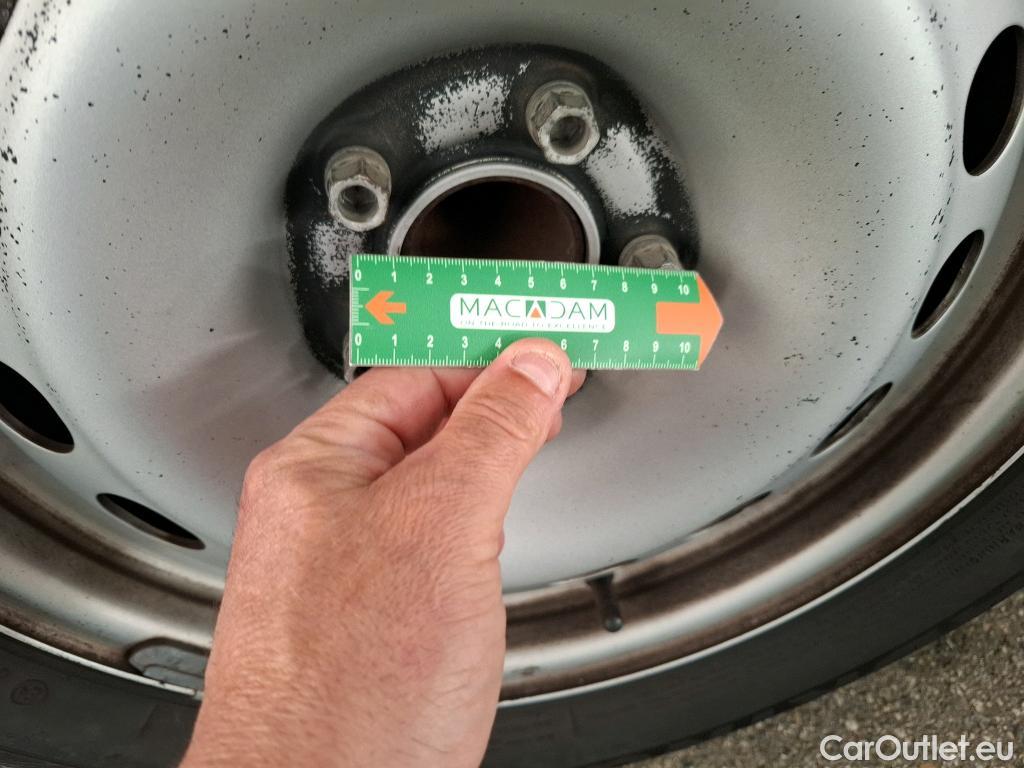 0 1 2 3 4 5 6 7 8 9 10
MACADAM
ON THE ROAD TO EXCELLENCE
0 1 2 3 4 6 7 8 9 10
CarOutlet.eu